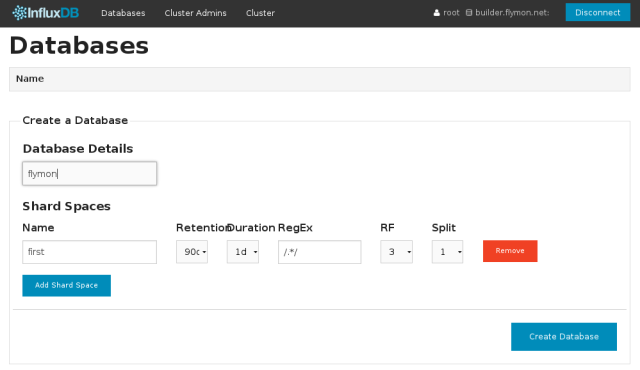 InfluxDB Databases Cluster Admins Cluster root builder.flymon.net: Disconnect
Databases
Name
Create a Database
Database Details
flymon
Shard Spaces
Name Retention Duration RegEx RF Split
first 90d 1d /.*/ 3 1 Remove
Add Shard Space
Create Database